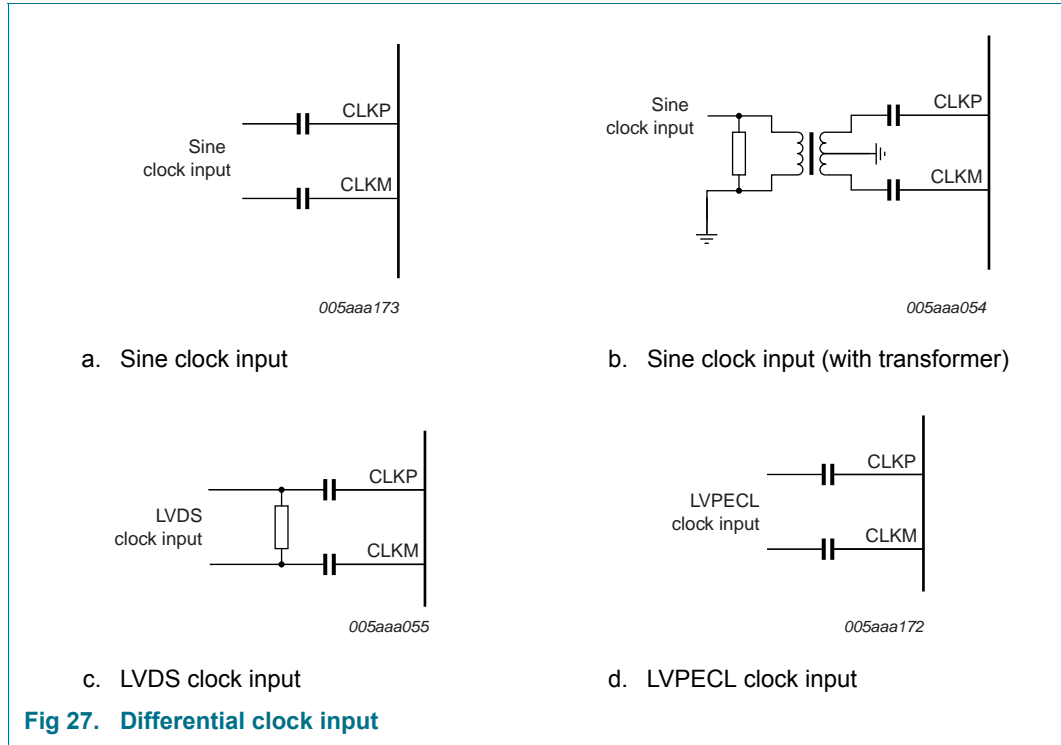 CLKP
Sine
clock input
CLKM
005aaa173
a. Sine clock input
Sine
clock input
CLKP
CLKM
005aaa054
b. Sine clock input (with transformer)
LVDS
clock input
CLKP
CLKM
005aaa055
c. LVDS clock input
CLKP
LVPECL
clock input
CLKM
005aaa172
d. LVPECL clock input
Fig 27. Differential clock input